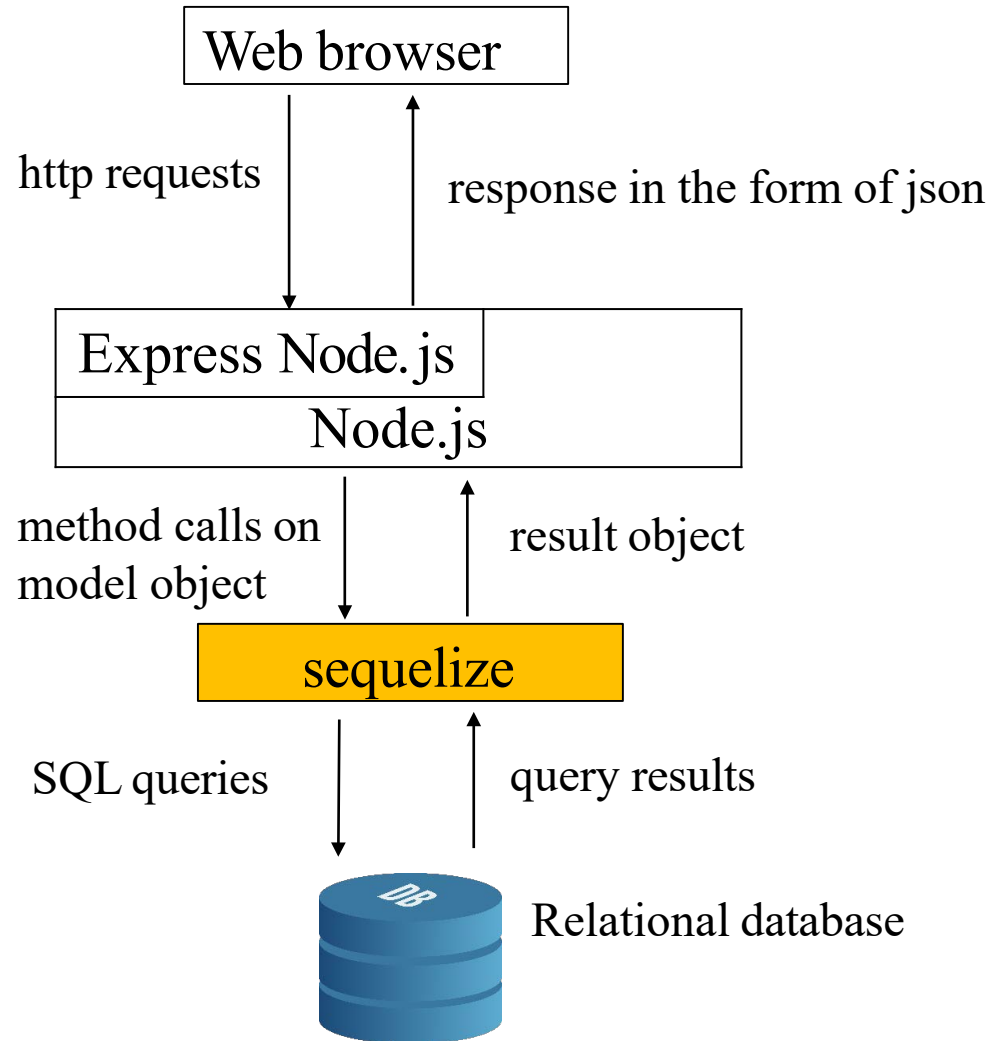 Web browser
http requests
response in the form of json
Express Node.js
Node.js
method calls on
model object
result object
sequelize
SQL queries
query results
DB
Relational database